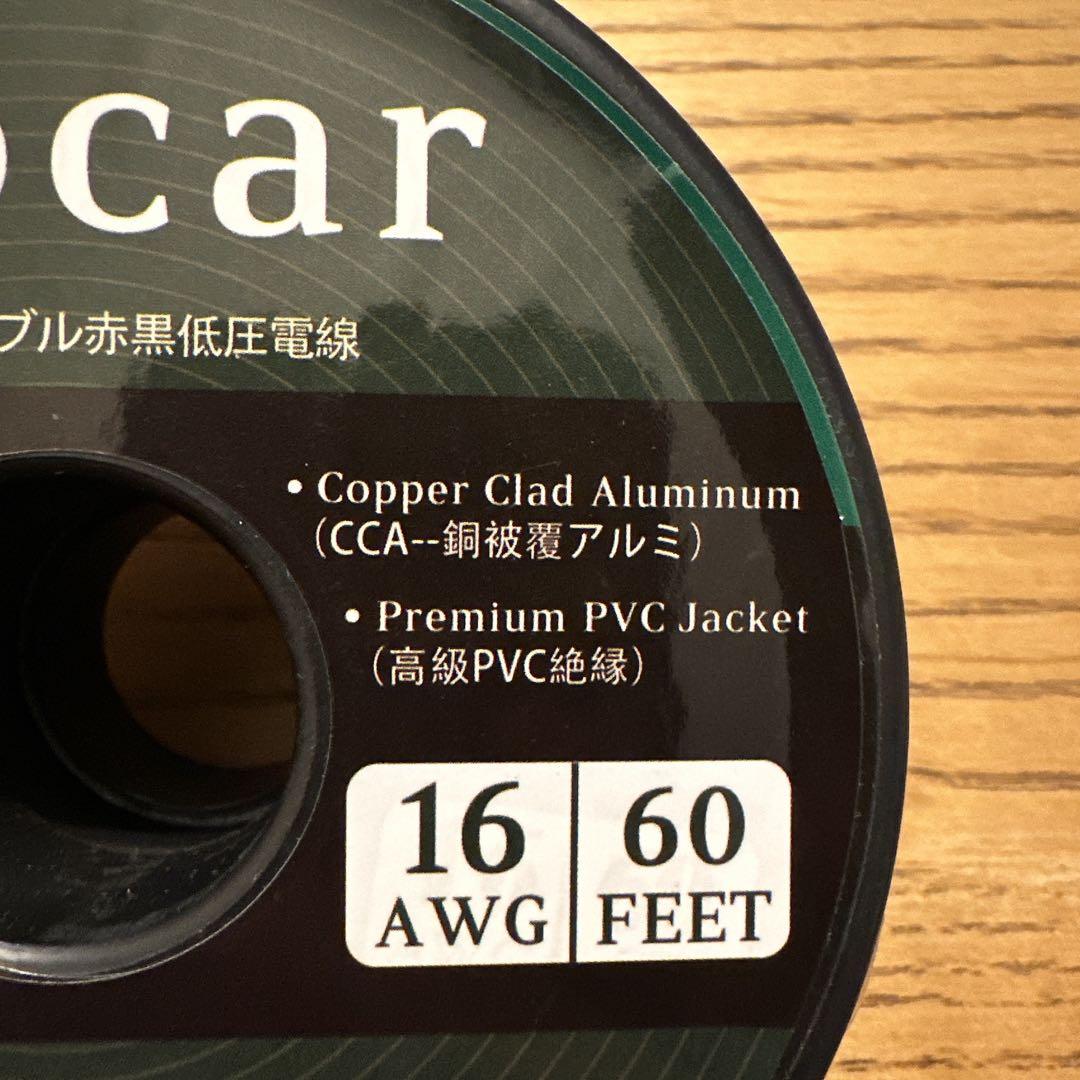 ocar
ブル赤黒低圧電線
• Copper Clad Aluminum
(CCA--銅被覆アルミ)
• Premium PVC Jacket
(高級PVC絶縁)
16 AWG
60 FEET